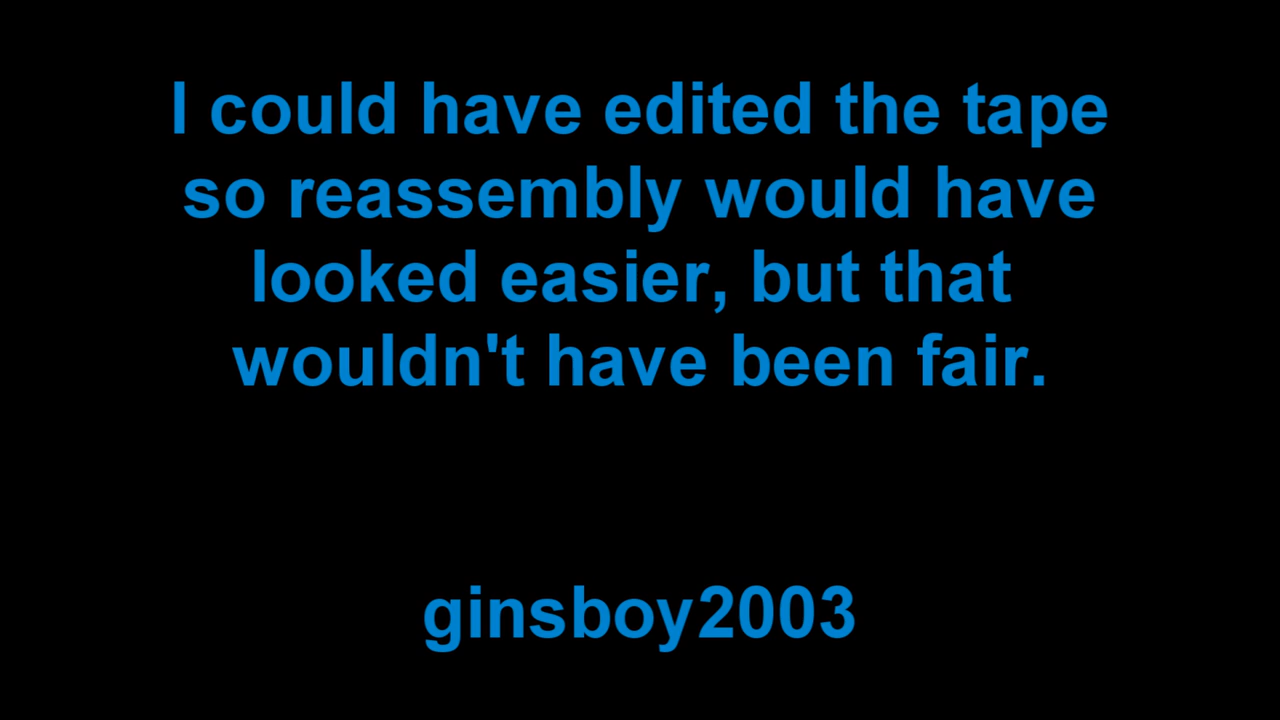 I could have edited the tape
so reassembly would have
looked easier, but that
wouldn't have been fair.
ginsboy2003